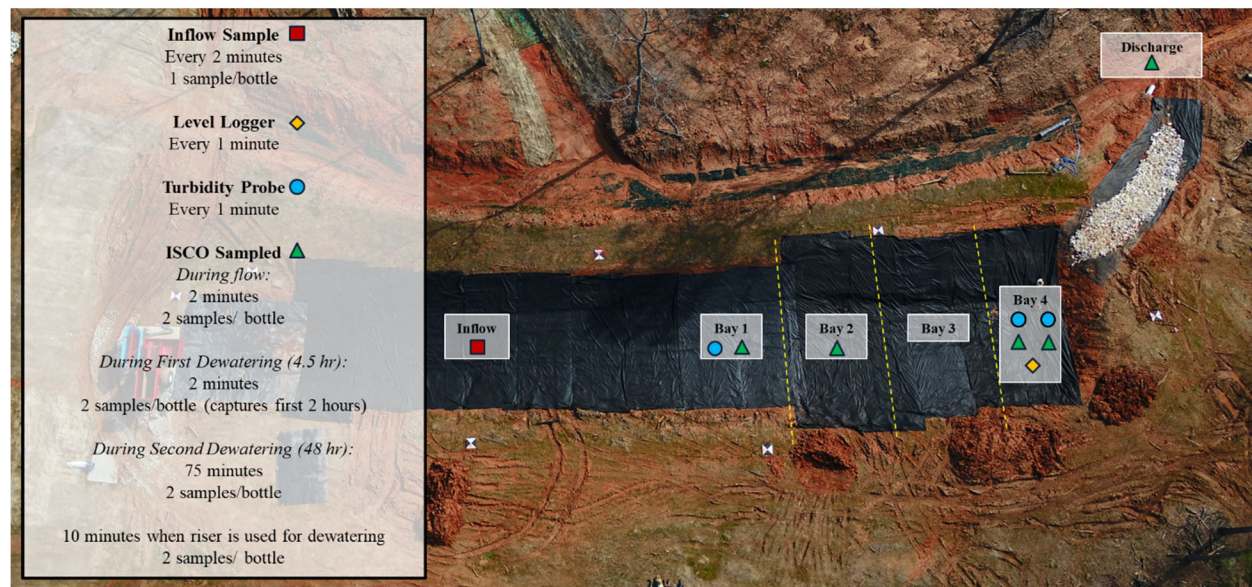 Inflow Sample
Every 2 minutes
1 sample/bottle
Level Logger
Every 1 minute
Turbidity Probe
Every 1 minute
ISCO Sampled
During flow:
2 minutes
2 samples/ bottle
During First Dewatering (4.5 hr):
2 minutes
2 samples/bottle (captures first 2 hours)
During Second Dewatering (48 hr):
75 minutes
2 samples/bottle
10 minutes when riser is used for dewatering
2 samples/ bottle
Discharge
Inflow
Bay 1
Bay 2
Bay 3
Bay 4